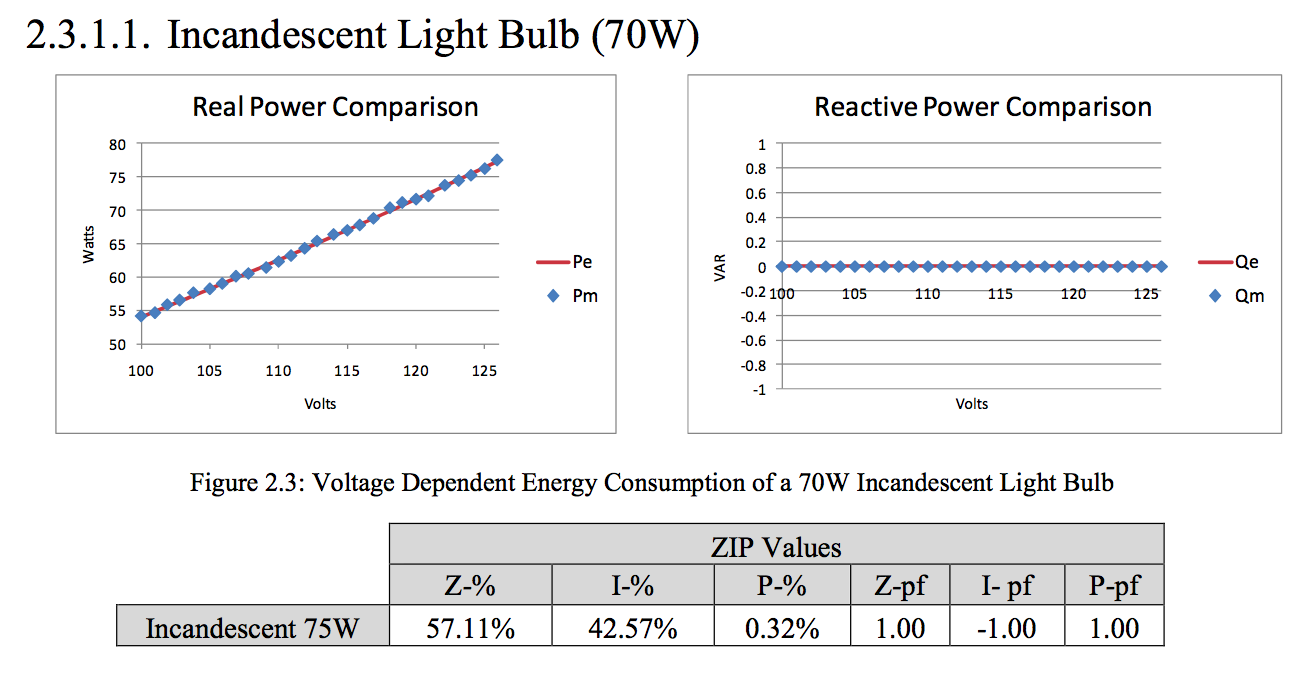 2.3.1.1. Incandescent Light Bulb (70W)
Real Power Comparison
80
75
70
65
60
55
50
Watts
100 105 110 115 120 125
Volts
Pe
Pm
Reactive Power Comparison
1
0.8
0.6
0.4
0.2
0
-0.2
-0.4
-0.6
-0.8
-1
VAR
100 105 110 115 120 125
Volts
Qe
Qm
Figure 2.3: Voltage Dependent Energy Consumption of a 70W Incandescent Light Bulb
ZIP Values
Z-% I-% P-% Z-pf I- pf P-pf
Incandescent 75W 57.11% 42.57% 0.32% 1.00 -1.00 1.00